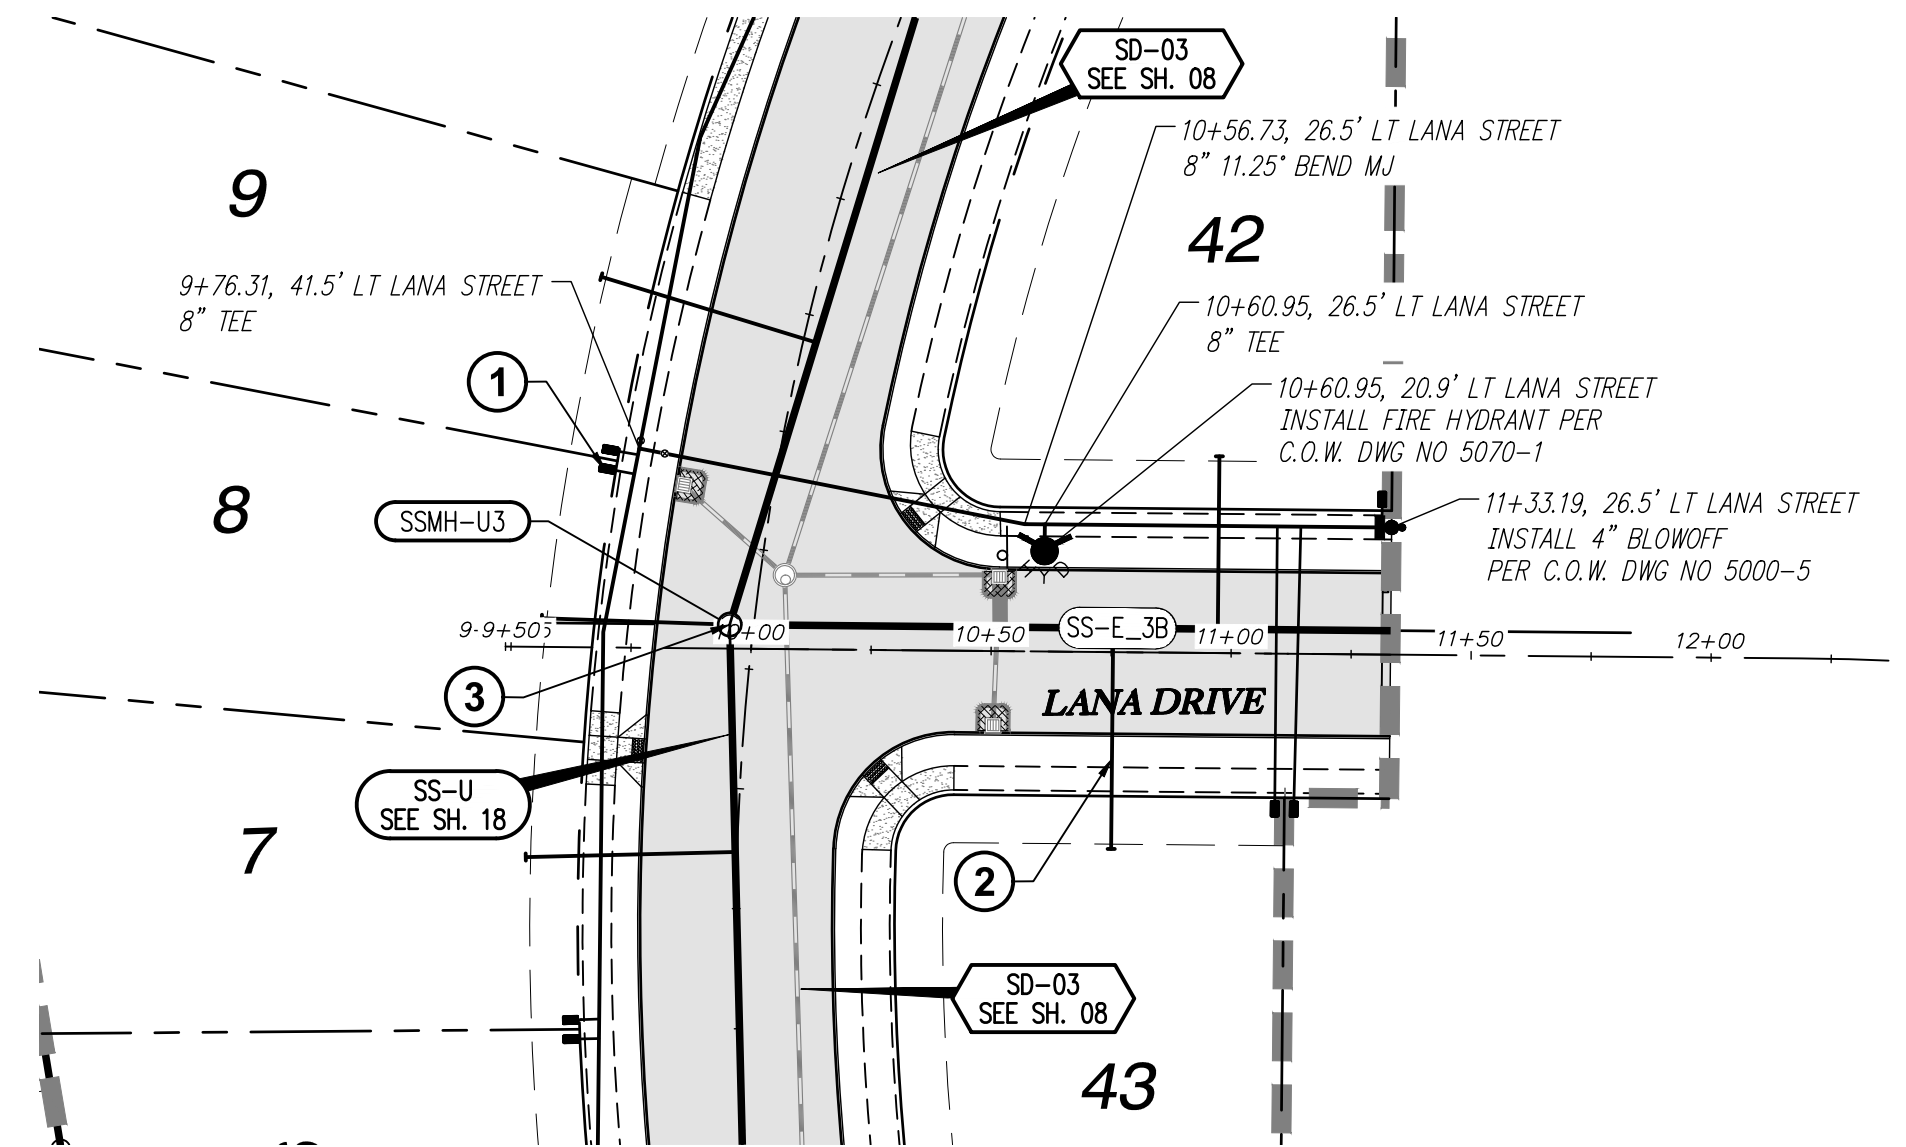 SD-03
SEE SH. 08
10+56.73, 26.5' LT LANA STREET
8" 11.25° BEND MJ
9
42
9+76.31, 41.5' LT LANA STREET
8" TEE
10+60.95, 26.5' LT LANA STREET
8" TEE
1
10+60.95, 20.9' LT LANA STREET
INSTALL FIRE HYDRANT PER
C.O.W. DWG NO 5070-1
8
SSMH-U3
11+33.19, 26.5' LT LANA STREET
INSTALL 4" BLOWOFF
PER C.O.W. DWG NO 5000-5
9+50
10+50
SS-E_3B
11+00
11+50
12+00
3
LANA DRIVE
SS-U
SEE SH. 18
7
2
SD-03
SEE SH. 08
43